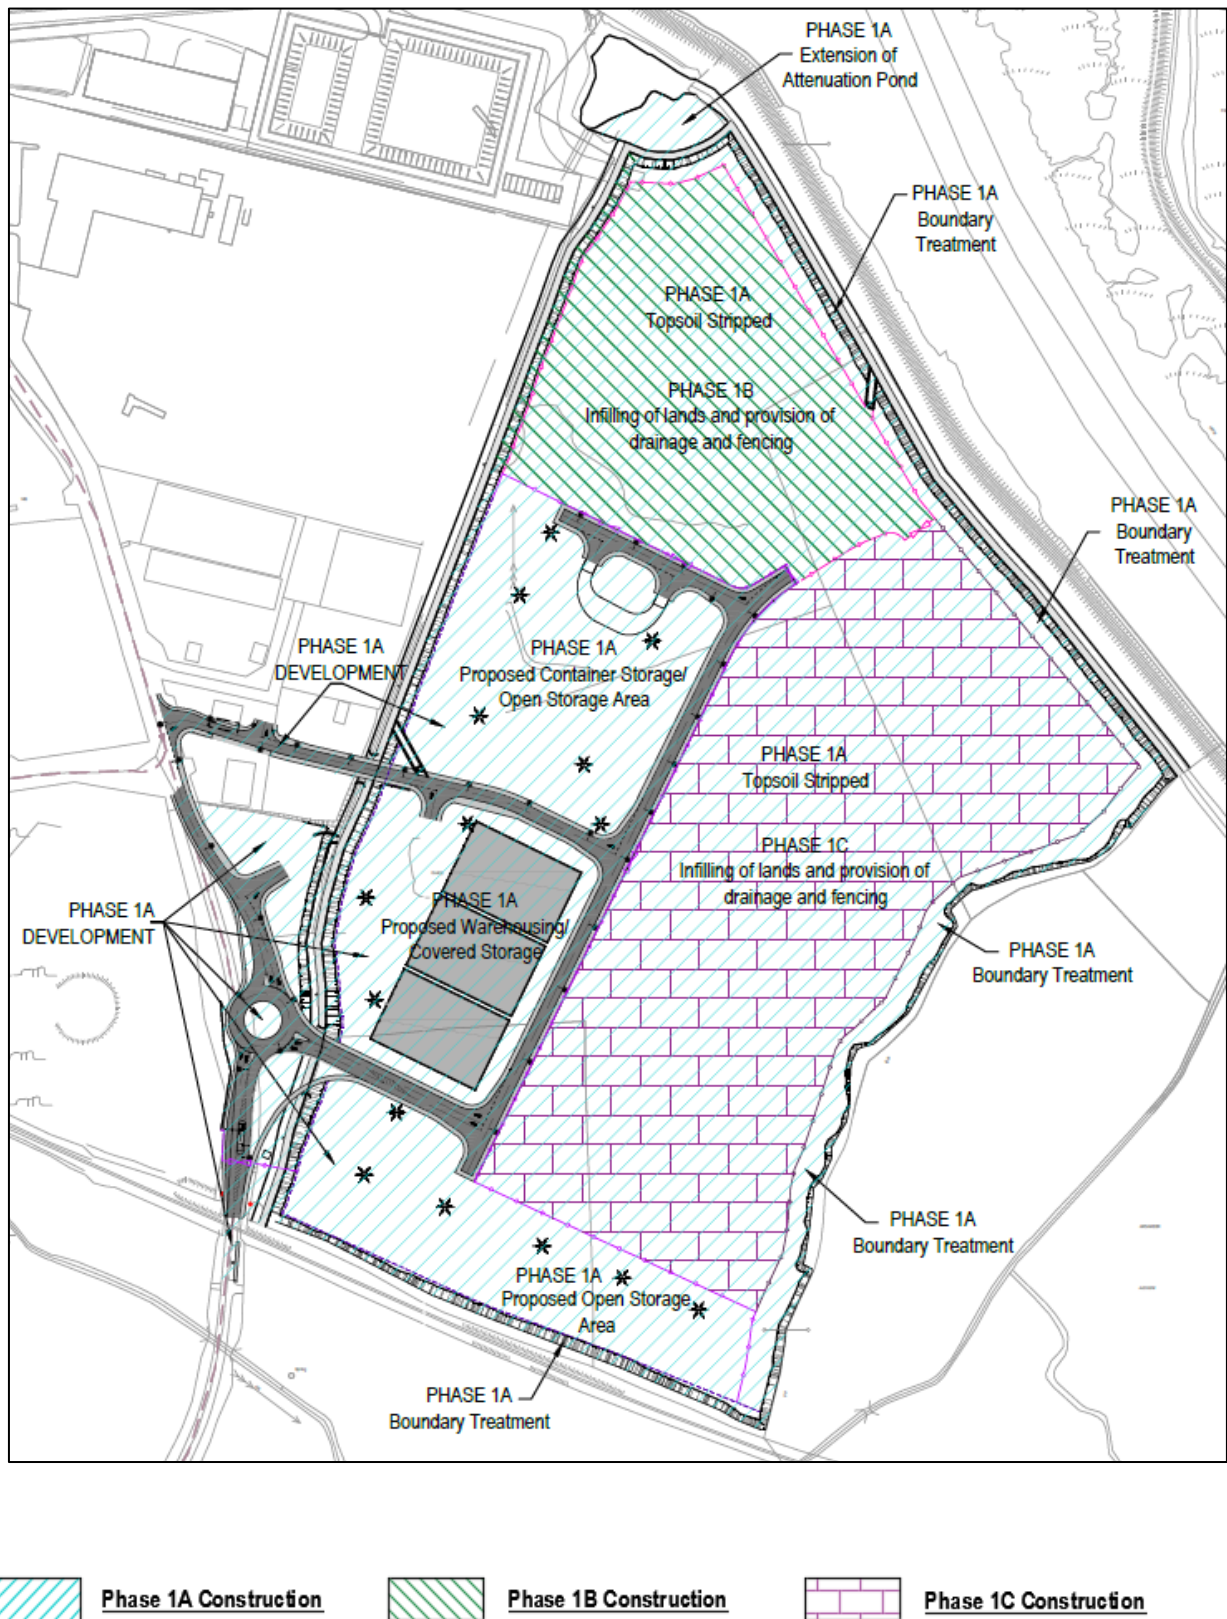 PHASE 1A
Extension of
Attenuation Pond
PHASE 1A
Boundary
Treatment
PHASE 1A
Topsoil Stripped
PHASE 1B
Infilling of lands and provision of
drainage and fencing
PHASE 1A
Boundary
Treatment
PHASE 1A
DEVELOPMENT
PHASE 1A
Proposed Container Storage/
Open Storage Area
PHASE 1A
Topsoil Stripped
PHASE 1C
Infilling of lands and provision of
drainage and fencing
PHASE 1A
DEVELOPMENT
PHASE 1A
Proposed Warehousing/
Covered Storage
PHASE 1A
Boundary Treatment
PHASE 1A
Boundary Treatment
PHASE 1A
Proposed Open Storage
Area
PHASE 1A
Boundary Treatment
Phase 1A Construction
Phase 1B Construction
Phase 1C Construction